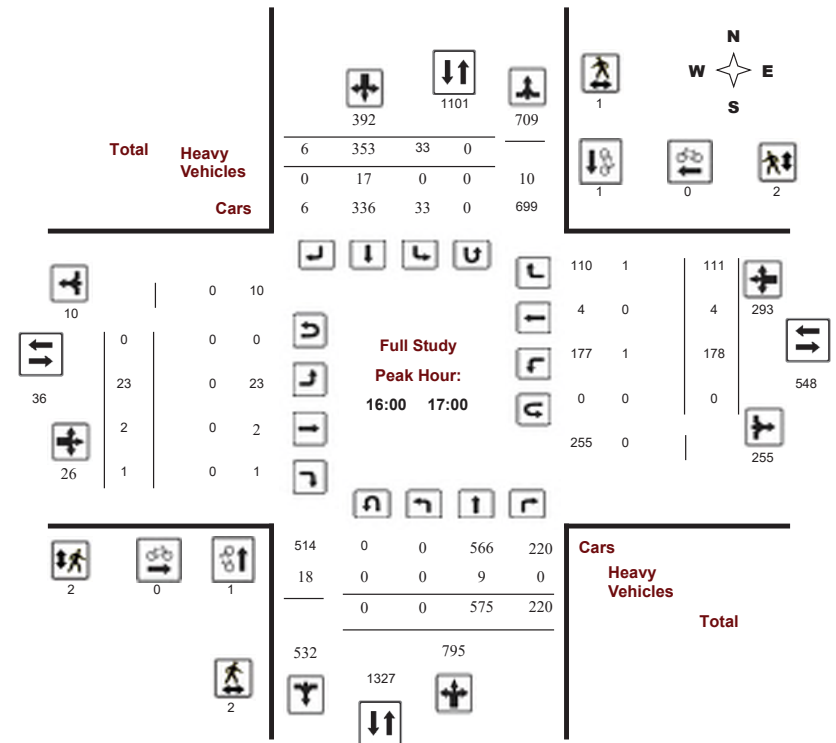 N
W E
S
1101
1
392 709
Total Heavy Vehicles
6 353 33 0
0 17 0 0 10
Cars 6 336 33 0 699
1 0 2
110 1 111
10 0 10
4 0 4 293
0 0 0
Full Study
36 177 1 178
23 0 23
Peak Hour:
548
16:00 17:00
0 0 0
2 0 2
255 0
26 1 0 1
255
514 0 0 566 220 Cars
18 0 0 9 0 Heavy Vehicles
2 0 1
0 0 575 220 Total
532 795
1327
2